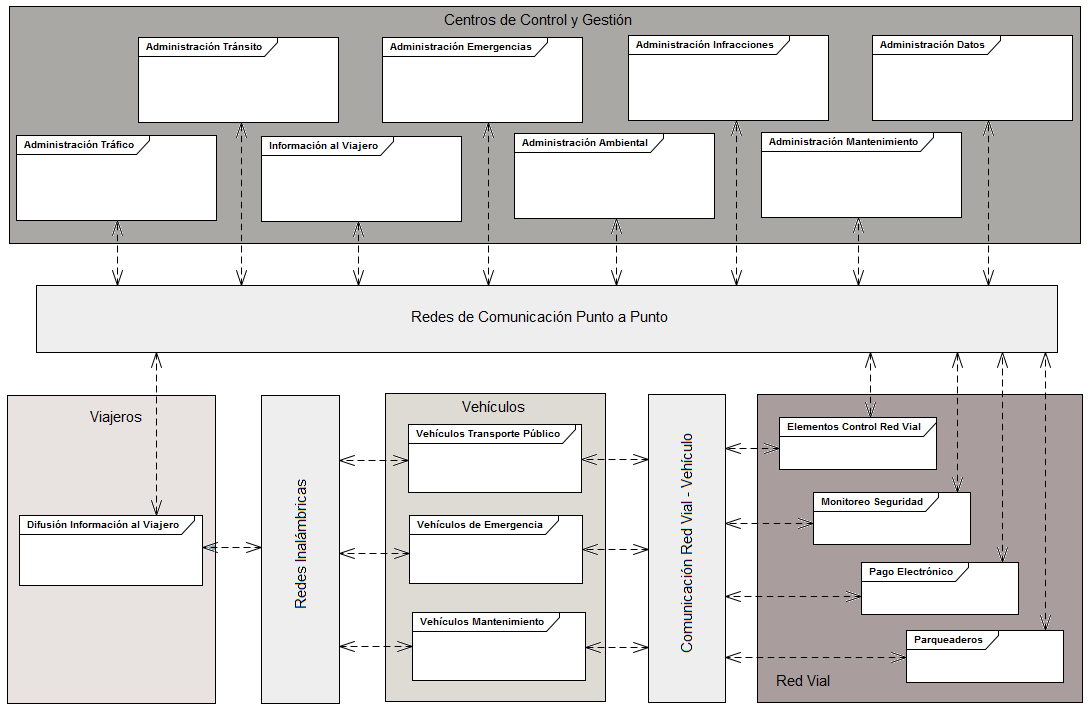 Centros de Control y Gestión
Administración Tránsito
Administración Emergencias
Administración Infracciones
Administración Datos
Administración Tráfico
Información al Viajero
Administración Ambiental
Administración Mantenimiento
Redes de Comunicación Punto a Punto
Viajeros
Difusión Información al Viajero
Redes Inalámbricas
Vehículos
Vehículos Transporte Público
Vehículos de Emergencia
Vehículos Mantenimiento
Comunicación Red Vial - Vehículo
Elementos Control Red Vial
Monitoreo Seguridad
Pago Electrónico
Parqueaderos
Red Vial